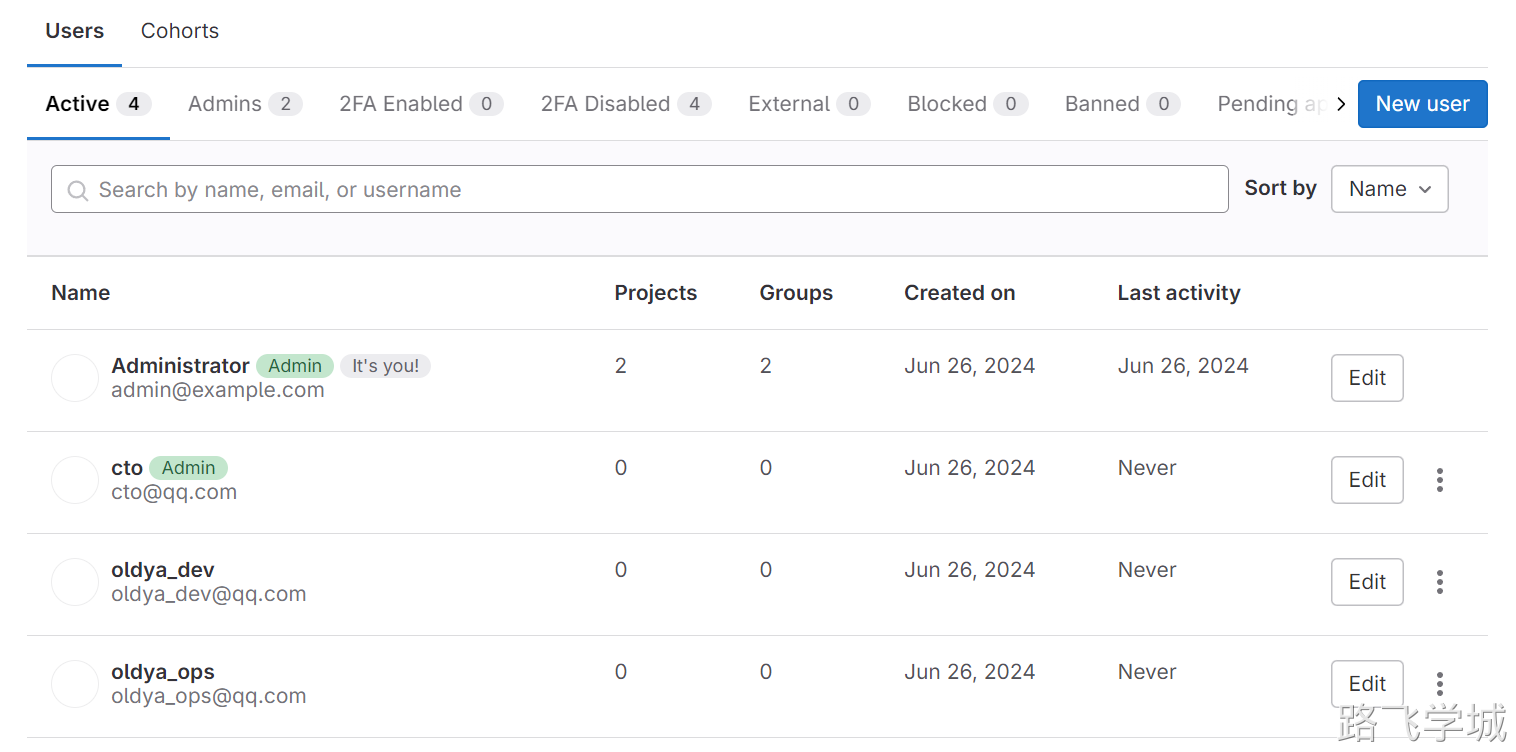 Users Cohorts
Active 4 Admins 2 2FA Enabled 0 2FA Disabled 4 External 0 Blocked 0 Banned 0 Pending ap New user
Search by name, email, or username Sort by Name
Name Projects Groups Created on Last activity
Administrator Admin It's you! 2 2 Jun 26, 2024 Jun 26, 2024 Edit
admin@example.com
cto Admin 0 0 Jun 26, 2024 Never Edit
cto@qq.com
oldya_dev 0 0 Jun 26, 2024 Never Edit
oldya_dev@qq.com
oldya_ops 0 0 Jun 26, 2024 Never Edit
oldya_ops@qq.com
路飞学城